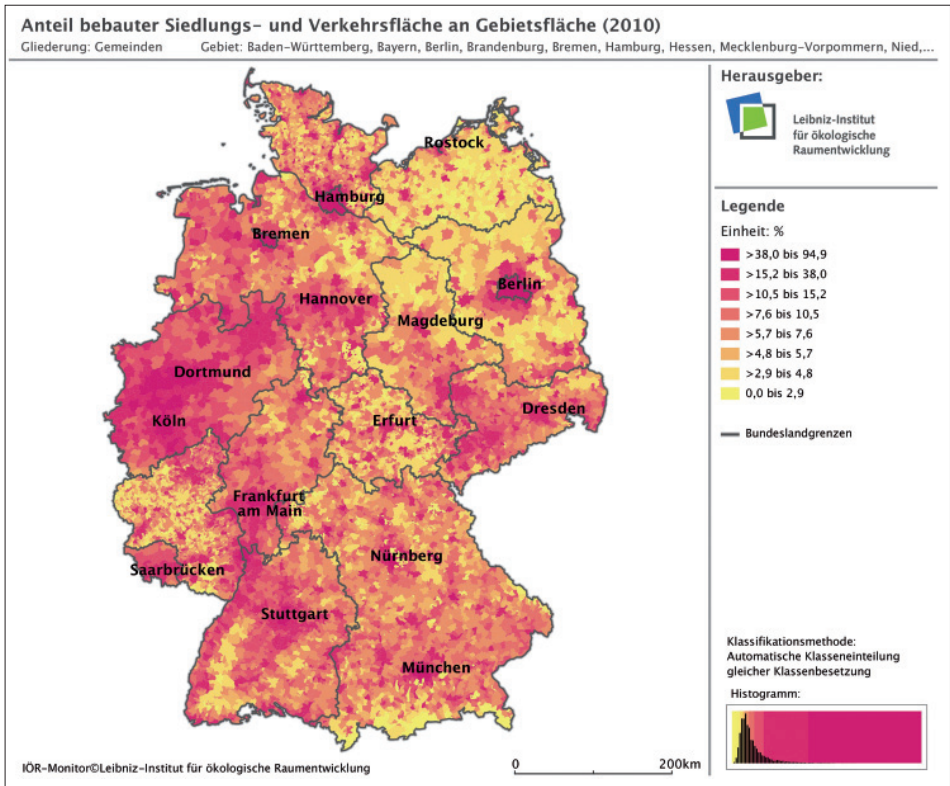 Anteil bebauter Siedlungs- und Verkehrsfläche an Gebietsfläche (2010)
Gliederung: Gemeinden Gebiet: Baden-Württemberg, Bayern, Berlin, Brandenburg, Bremen, Hamburg, Hessen, Mecklenburg-Vorpommern, Nied,...
Herausgeber:
Leibniz-Institut
für ökologische
Raumentwicklung
Rostock
Hamburg
Bremen
Berlin
Hannover
Magdeburg
Dortmund
Köln
Erfurt
Dresden
Frankfurt
am Main
Nürnberg
Saarbrücken
Stuttgart
München
Legende
Einheit: %
>38,0 bis 94,9
>15,2 bis 38,0
>10,5 bis 15,2
>7,6 bis 10,5
>5,7 bis 7,6
>4,8 bis 5,7
>2,9 bis 4,8
0,0 bis 2,9
Bundeslandgrenzen
Klassifikationsmethode:
Automatische Klasseneinteilung
gleicher Klassenbesetzung
Histogramm:
IÖR-Monitor©Leibniz-Institut für ökologische Raumentwicklung
0 200km